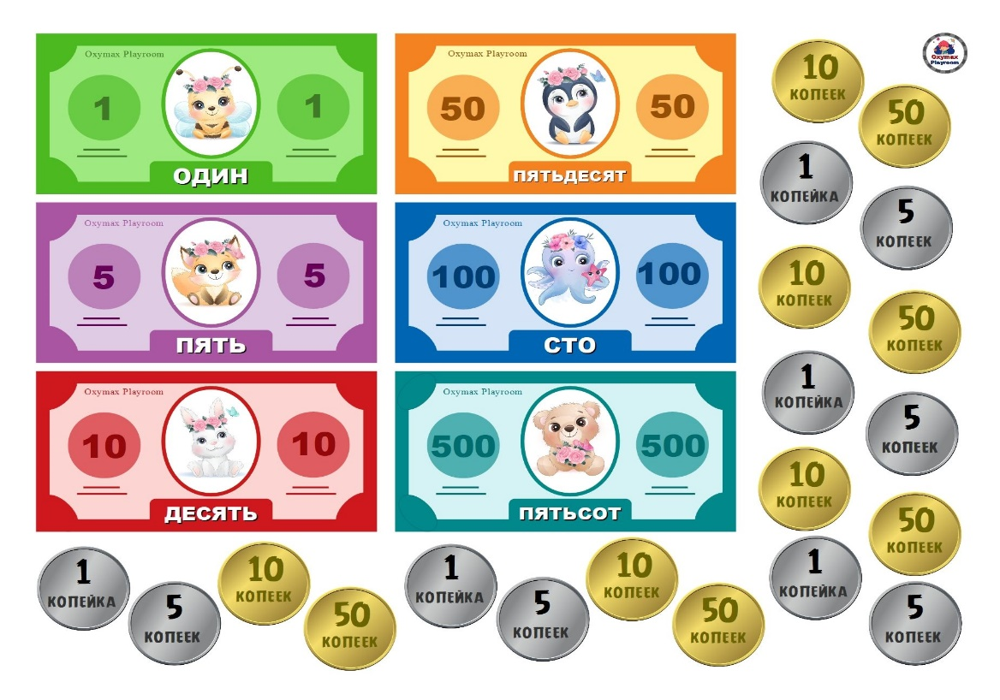 Oxymax Playroom
1
1
ОДИН
Oxymax Playroom
50
50
ПЯТЬДЕСЯТ
Oxymax Playroom
5
5
ПЯТЬ
Oxymax Playroom
100
100
СТО
Oxymax Playroom
10
10
ДЕСЯТЬ
Oxymax Playroom
500
500
ПЯТЬСОТ
Oxymax
Playroom
10
КОПЕЕК
50
КОПЕЕК
1
КОПЕЙКА
5
КОПЕЕК
10
КОПЕЕК
50
КОПЕЕК
1
КОПЕЙКА
5
КОПЕЕК
10
КОПЕЕК
50
КОПЕЕК
1
КОПЕЙКА
5
КОПЕЕК
1
КОПЕЙКА
5
КОПЕЕК
10
КОПЕЕК
50
КОПЕЕК
1
КОПЕЙКА
5
КОПЕЕК
10
КОПЕЕК
50
КОПЕЕК